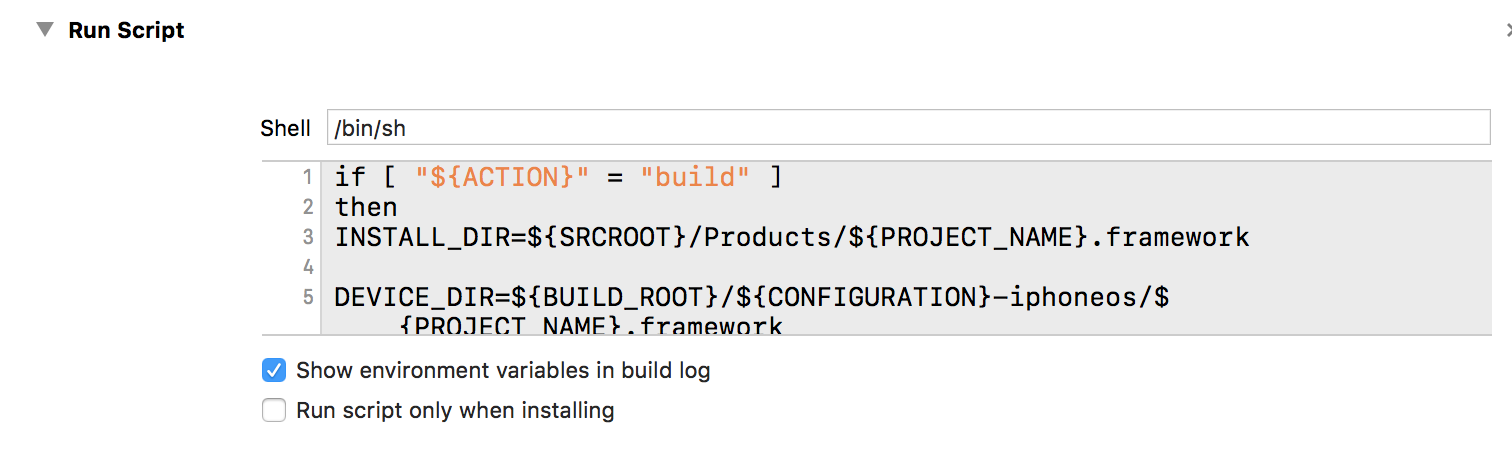 Run Script
Shell /bin/sh
1 if [ "${ACTION}" = "build" ]
2 then
3 INSTALL_DIR=${SRCROOT}/Products/${PROJECT_NAME}.framework
4
5 DEVICE_DIR=${BUILD_ROOT}/${CONFIGURATION}-iphoneos/$
{PROJECT_NAME}.framework
Show environment variables in build log
Run script only when installing